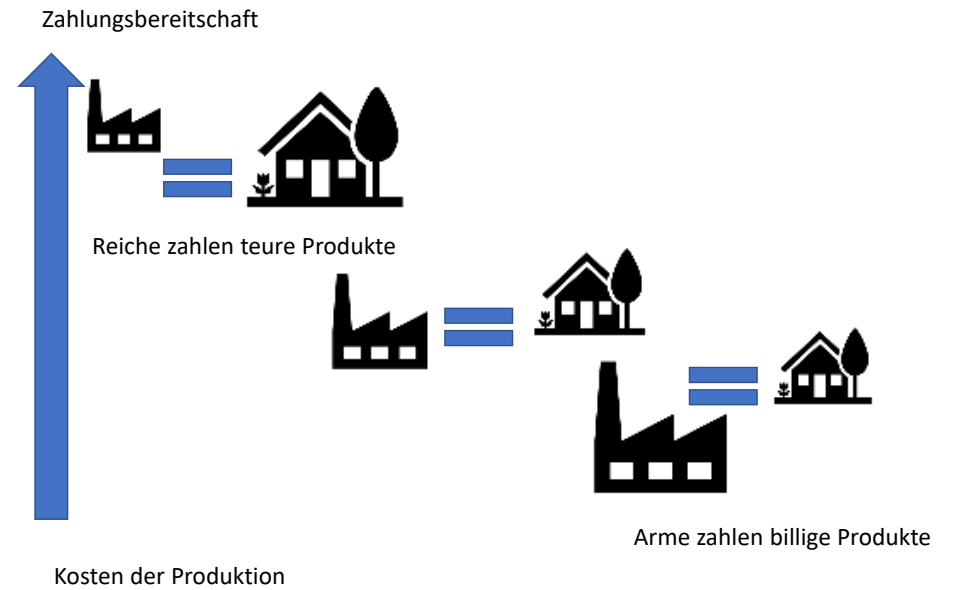 Zahlungsbereitschaft
Reiche zahlen teure Produkte
Arme zahlen billige Produkte
Kosten der Produktion